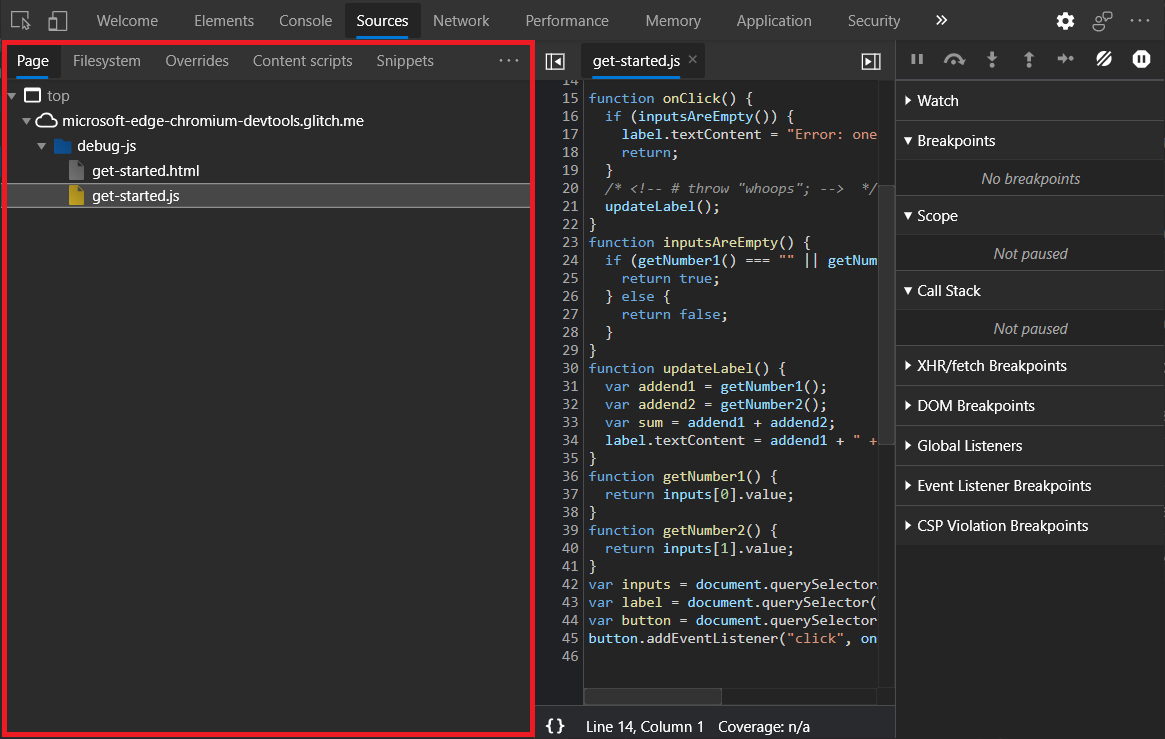 Welcome Elements Console Sources Network Performance Memory Application Security
Page Filesystem Overrides Content scripts Snippets
top
microsoft-edge-chromium-devtools.glitch.me
debug-js
get-started.html
get-started.js
get-started.js
14
15 function onClick() {
16 if (inputsAreEmpty()) {
17 label.textContent = "Error: one
18 return;
19 }
20 /* <!-- # throw "whoops"; --> */
21 updateLabel();
22 }
23 function inputsAreEmpty() {
24 if (getNumber1() === "" || getNum
25 return true;
26 } else {
27 return false;
28 }
29 }
30 function updateLabel() {
31 var addend1 = getNumber1();
32 var addend2 = getNumber2();
33 var sum = addend1 + addend2;
34 label.textContent = addend1 + " +
35 }
36 function getNumber1() {
37 return inputs[0].value;
38 }
39 function getNumber2() {
40 return inputs[1].value;
41 }
42 var inputs = document.querySelector
43 var label = document.querySelector(
44 var button = document.querySelector
45 button.addEventListener("click", on
46
{} Line 14, Column 1 Coverage: n/a
Watch
Breakpoints
No breakpoints
Scope
Not paused
Call Stack
Not paused
XHR/fetch Breakpoints
DOM Breakpoints
Global Listeners
Event Listener Breakpoints
CSP Violation Breakpoints